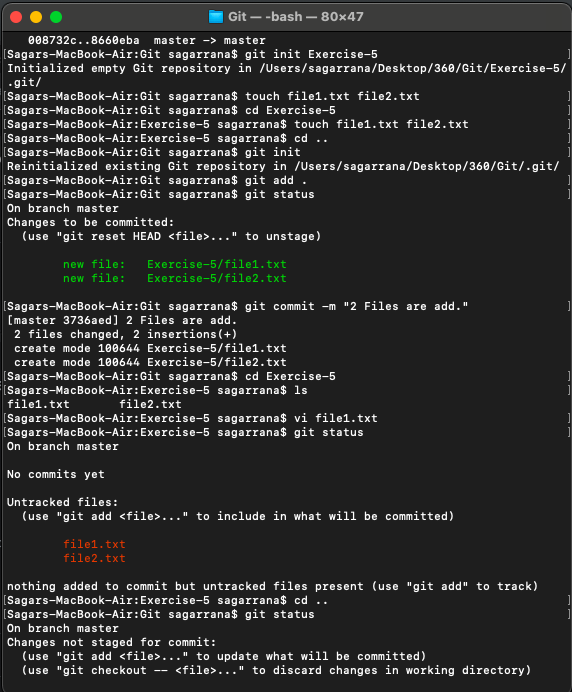 Git — -bash — 80×47
   008732c..8660eba  master -> master
[Sagars-MacBook-Air:Git sagarrana$ git init Exercise-5                          ]
Initialized empty Git repository in /Users/sagarrana/Desktop/360/Git/Exercise-5/
.git/
[Sagars-MacBook-Air:Git sagarrana$ touch file1.txt file2.txt                    ]
[Sagars-MacBook-Air:Git sagarrana$ cd Exercise-5                                ]
[Sagars-MacBook-Air:Exercise-5 sagarrana$ touch file1.txt file2.txt             ]
[Sagars-MacBook-Air:Exercise-5 sagarrana$ cd ..                                 ]
[Sagars-MacBook-Air:Git sagarrana$ git init                                     ]
Reinitialized existing Git repository in /Users/sagarrana/Desktop/360/Git/.git/
[Sagars-MacBook-Air:Git sagarrana$ git add .                                    ]
[Sagars-MacBook-Air:Git sagarrana$ git status                                   ]
On branch master
Changes to be committed:
  (use "git reset HEAD <file>..." to unstage)

        new file:   Exercise-5/file1.txt
        new file:   Exercise-5/file2.txt

[Sagars-MacBook-Air:Git sagarrana$ git commit -m "2 Files are add."             ]
[master 3736aed] 2 Files are add.
 2 files changed, 2 insertions(+)
 create mode 100644 Exercise-5/file1.txt
 create mode 100644 Exercise-5/file2.txt
[Sagars-MacBook-Air:Git sagarrana$ cd Exercise-5                                ]
[Sagars-MacBook-Air:Exercise-5 sagarrana$ ls                                    ]
file1.txt       file2.txt
[Sagars-MacBook-Air:Exercise-5 sagarrana$ vi file1.txt                          ]
[Sagars-MacBook-Air:Exercise-5 sagarrana$ git status                            ]
On branch master

No commits yet

Untracked files:
  (use "git add <file>..." to include in what will be committed)

        file1.txt
        file2.txt

nothing added to commit but untracked files present (use "git add" to track)
[Sagars-MacBook-Air:Exercise-5 sagarrana$ cd ..                                 ]
[Sagars-MacBook-Air:Git sagarrana$ git status                                   ]
On branch master
Changes not staged for commit:
  (use "git add <file>..." to update what will be committed)
  (use "git checkout -- <file>..." to discard changes in working directory)